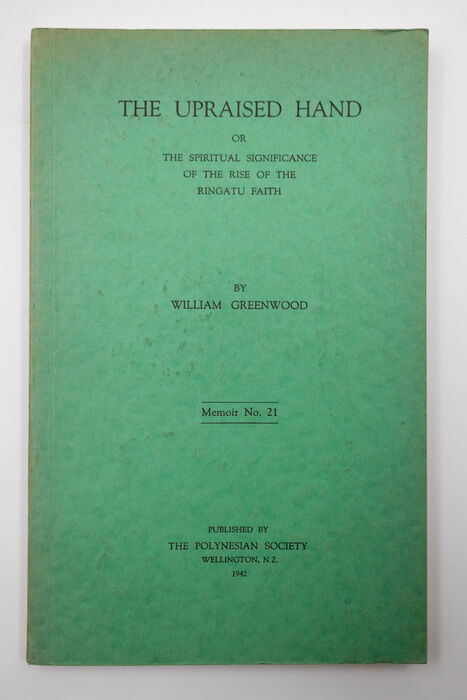 THE UPRAISED HAND
OR
THE SPIRITUAL SIGNIFICANCE
OF THE RISE OF THE
RINGATU FAITH
BY
WILLIAM GREENWOOD
Memoir No. 21
PUBLISHED BY
THE POLYNESIAN SOCIETY
WELLINGTON, N.Z.
1942